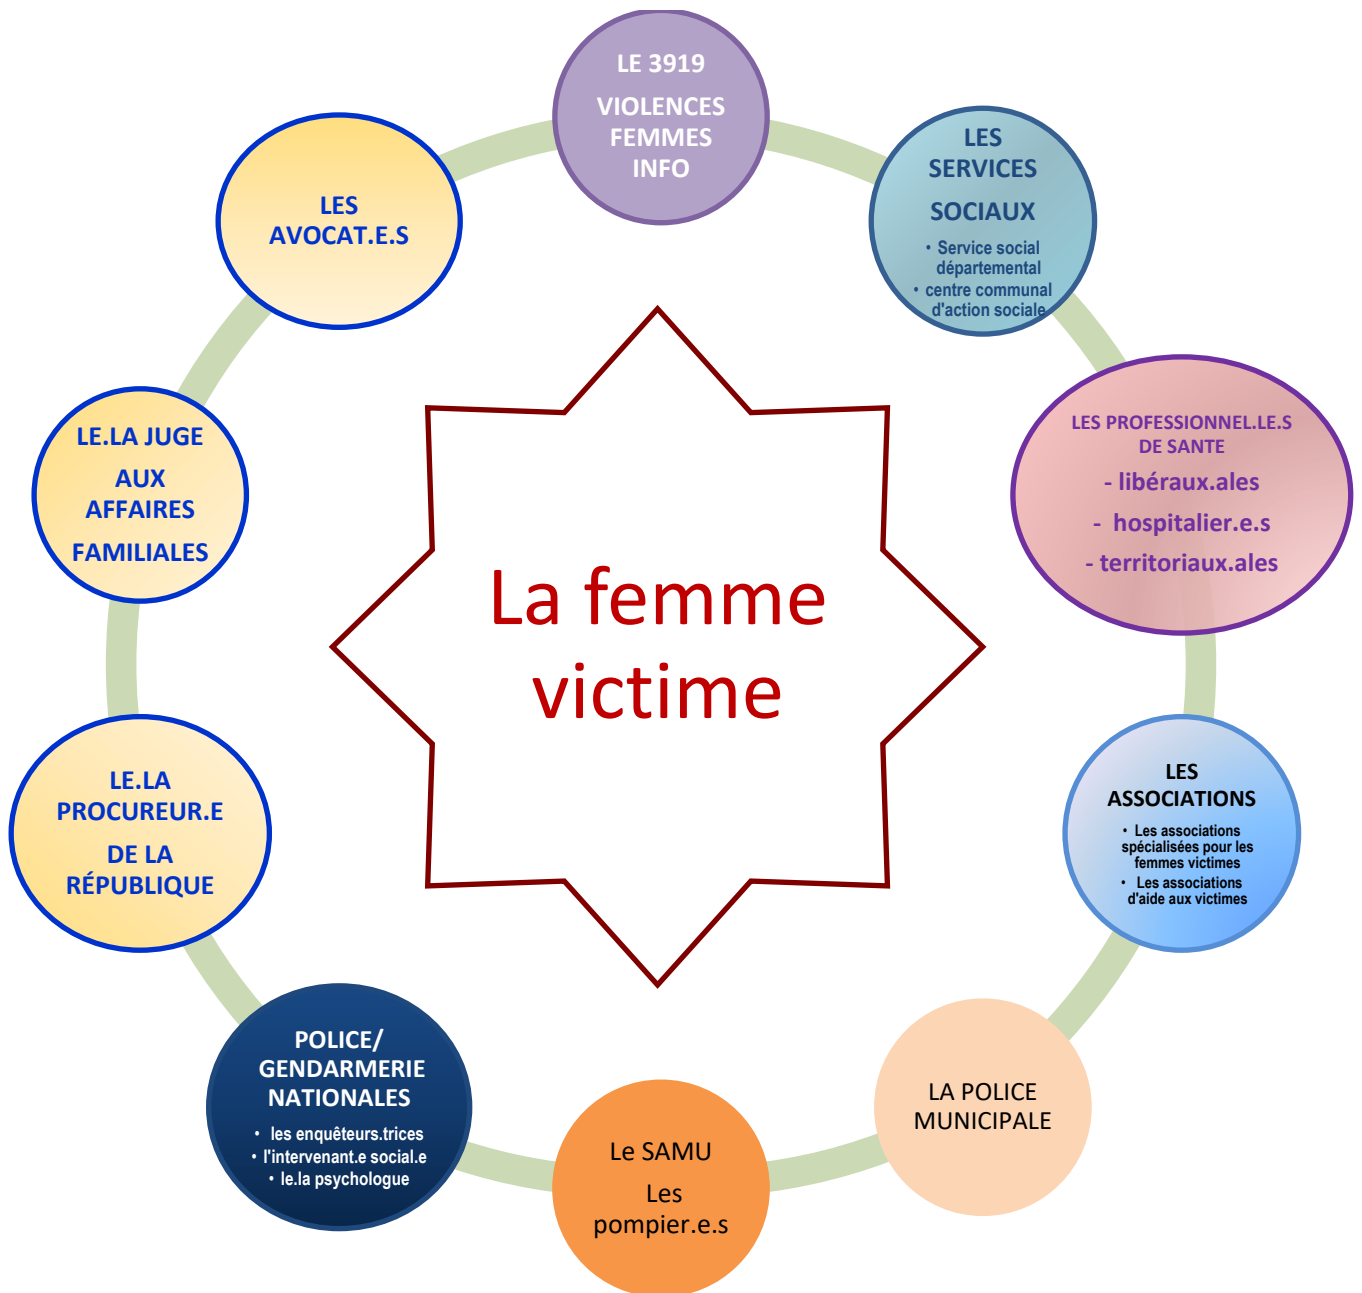 LE 3919
VIOLENCES
FEMMES
INFO
LES
SERVICES
SOCIAUX
• Service social
départemental
• centre communal
d'action sociale
LES PROFESSIONNEL.LE.S
DE SANTE
- libéraux.ales
- hospitalier.e.s
- territoriaux.ales
LES
ASSOCIATIONS
• Les associations
spécialisées pour les
femmes victimes
• Les associations
d'aide aux victimes
LA POLICE
MUNICIPALE
Le SAMU
Les
pompier.e.s
POLICE/
GENDARMERIE
NATIONALES
• les enquêteurs.trices
• l'intervenant.e social.e
• le.la psychologue
LE.LA
PROCUREUR.E
DE LA
RÉPUBLIQUE
LE.LA JUGE
AUX
AFFAIRES
FAMILIALES
LES
AVOCAT.E.S
La femme
victime